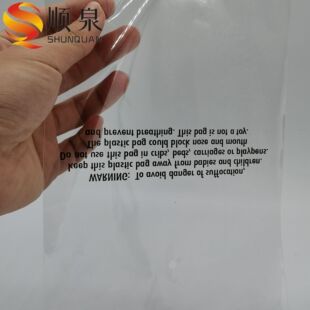 顺泉
SHUNQUAN
WARNING: To avoid danger of suffocation,
Keep this plastic bag away from babies and children.
Do not use this bag in cribs, beds, carriages or playpens.
The plastic bag could block nose and mouth
and prevent breathing. This bag is not a toy.